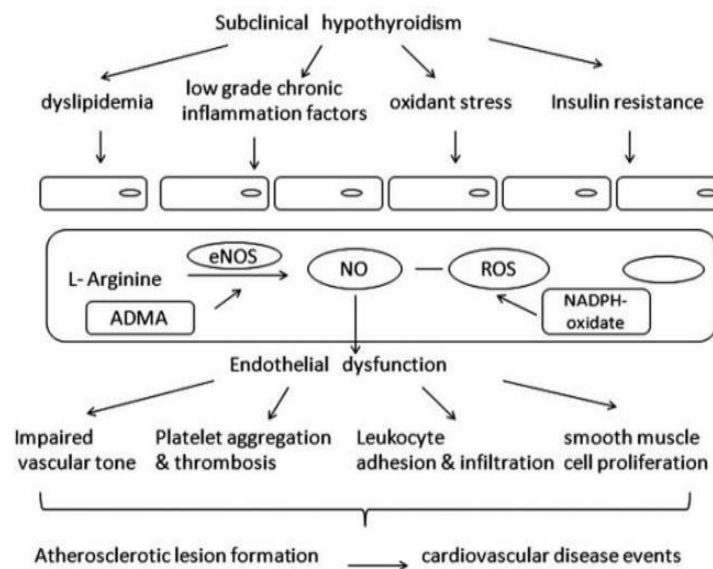 Subclinical hypothyroidism
dyslipidemia
low grade chronic
inflammation factors
oxidant stress
Insulin resistance
eNOS
L- Arginine
NO
ROS
ADMA
NADPH-
oxidate
Endothelial dysfunction
Impaired
vascular tone
Platelet aggregation
& thrombosis
Leukocyte
adhesion & infiltration
smooth muscle
cell proliferation
Atherosclerotic lesion formation
cardiovascular disease events